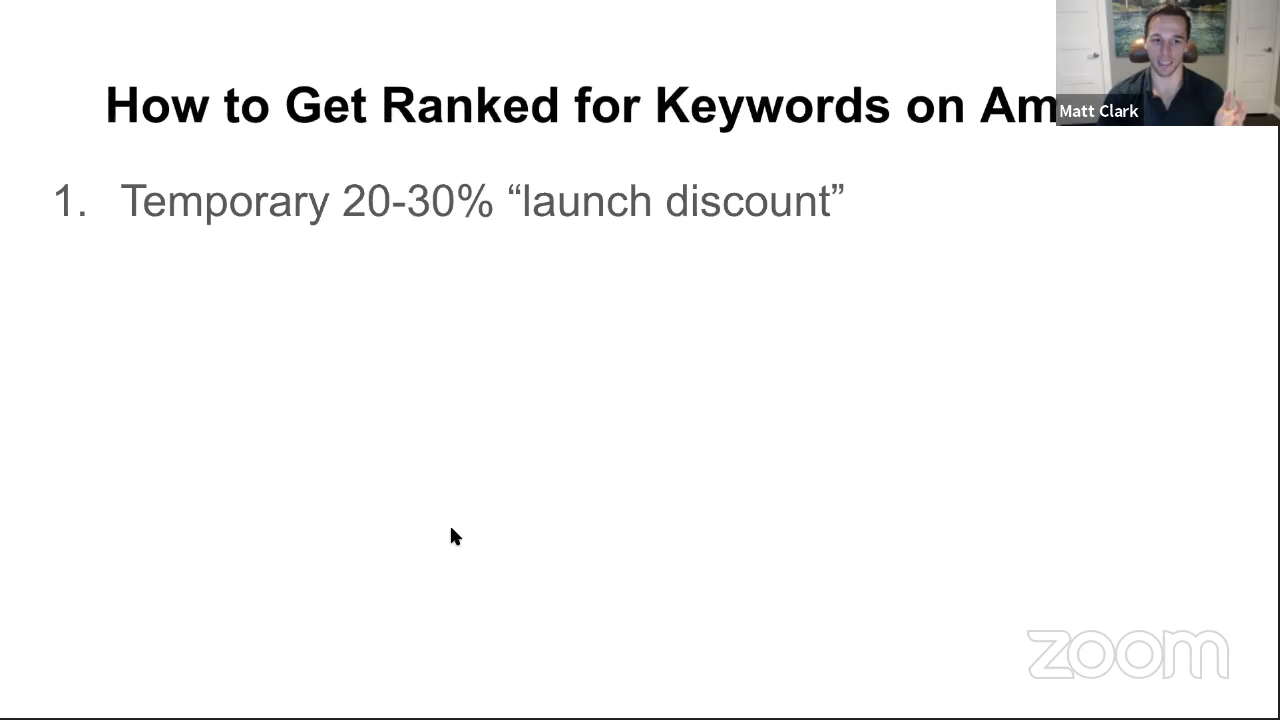 How to Get Ranked for Keywords on Am
Matt Clark
1. Temporary 20-30% “launch discount”
zoom